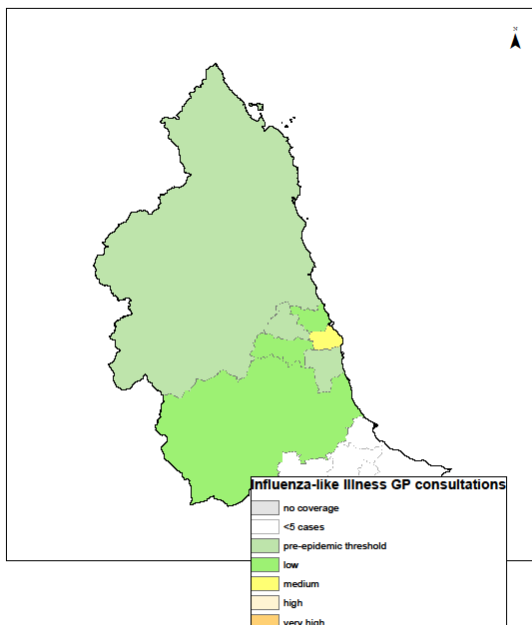 N
Influenza-like Illness GP consultations
no coverage
<5 cases
pre-epidemic threshold
low
medium
high
very high